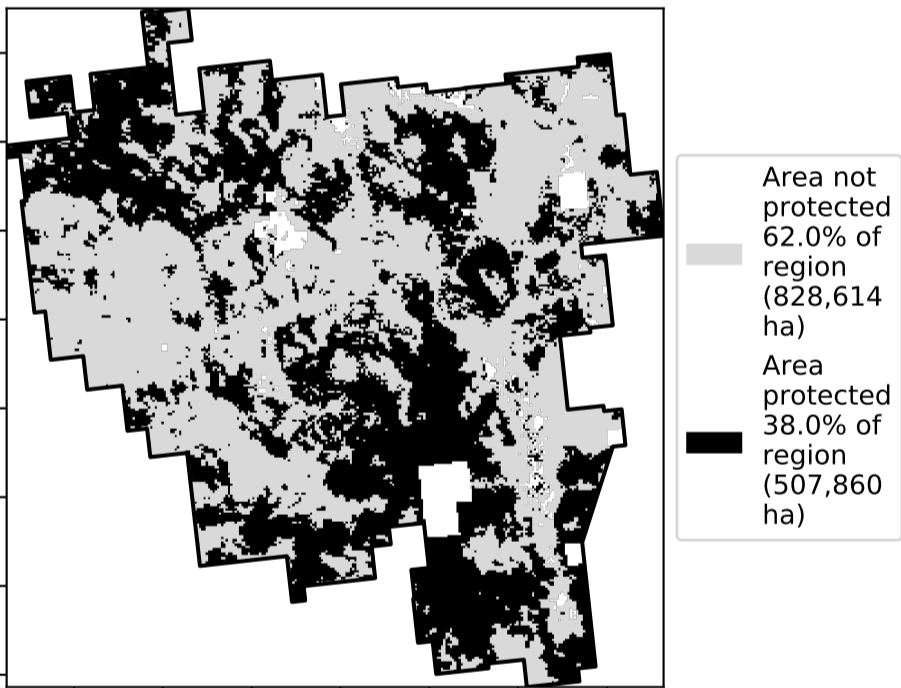 Area not
protected
62.0% of
region
(828,614
ha)
Area
protected
38.0% of
region
(507,860
ha)